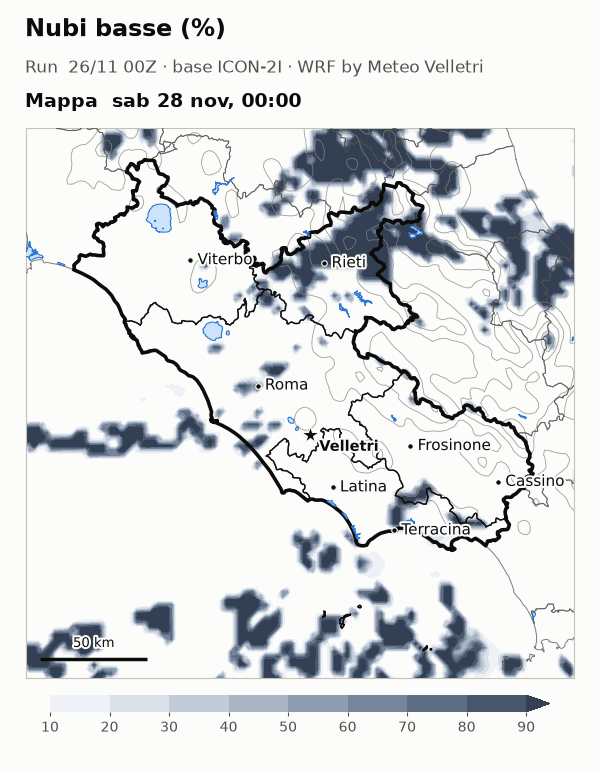 Nubi basse (%)
Run  26/11 00Z · base ICON-2I · WRF by Meteo Velletri
Mappa  sab 28 nov, 00:00
Viterbo
Rieti
Roma
Velletri
Frosinone
Cassino
Latina
Terracina
50 km
10 20 30 40 50 60 70 80 90